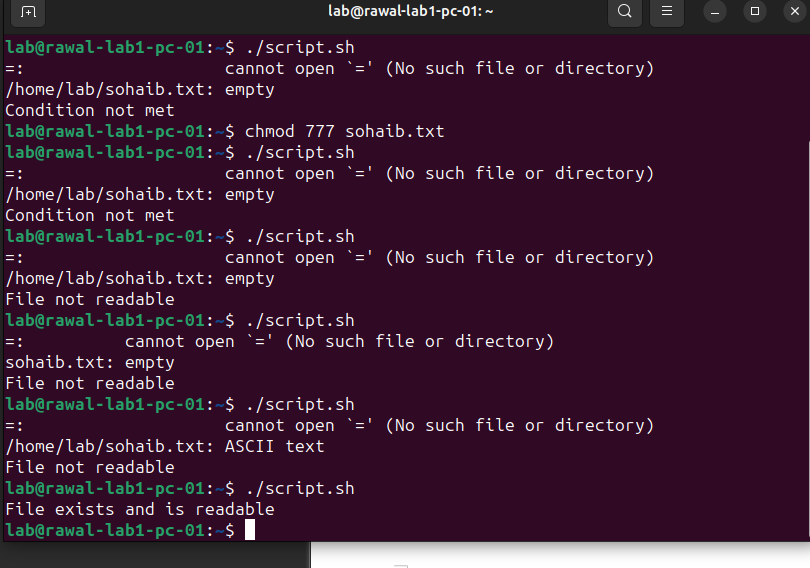 lab@rawal-lab1-pc-01: ~
lab@rawal-lab1-pc-01:~$ ./script.sh
=:                    cannot open `=' (No such file or directory)
/home/lab/sohaib.txt: empty
Condition not met
lab@rawal-lab1-pc-01:~$ chmod 777 sohaib.txt
lab@rawal-lab1-pc-01:~$ ./script.sh
=:                    cannot open `=' (No such file or directory)
/home/lab/sohaib.txt: empty
Condition not met
lab@rawal-lab1-pc-01:~$ ./script.sh
=:                    cannot open `=' (No such file or directory)
/home/lab/sohaib.txt: empty
File not readable
lab@rawal-lab1-pc-01:~$ ./script.sh
=:          cannot open `=' (No such file or directory)
sohaib.txt: empty
File not readable
lab@rawal-lab1-pc-01:~$ ./script.sh
=:                    cannot open `=' (No such file or directory)
/home/lab/sohaib.txt: ASCII text
File not readable
lab@rawal-lab1-pc-01:~$ ./script.sh
File exists and is readable
lab@rawal-lab1-pc-01:~$